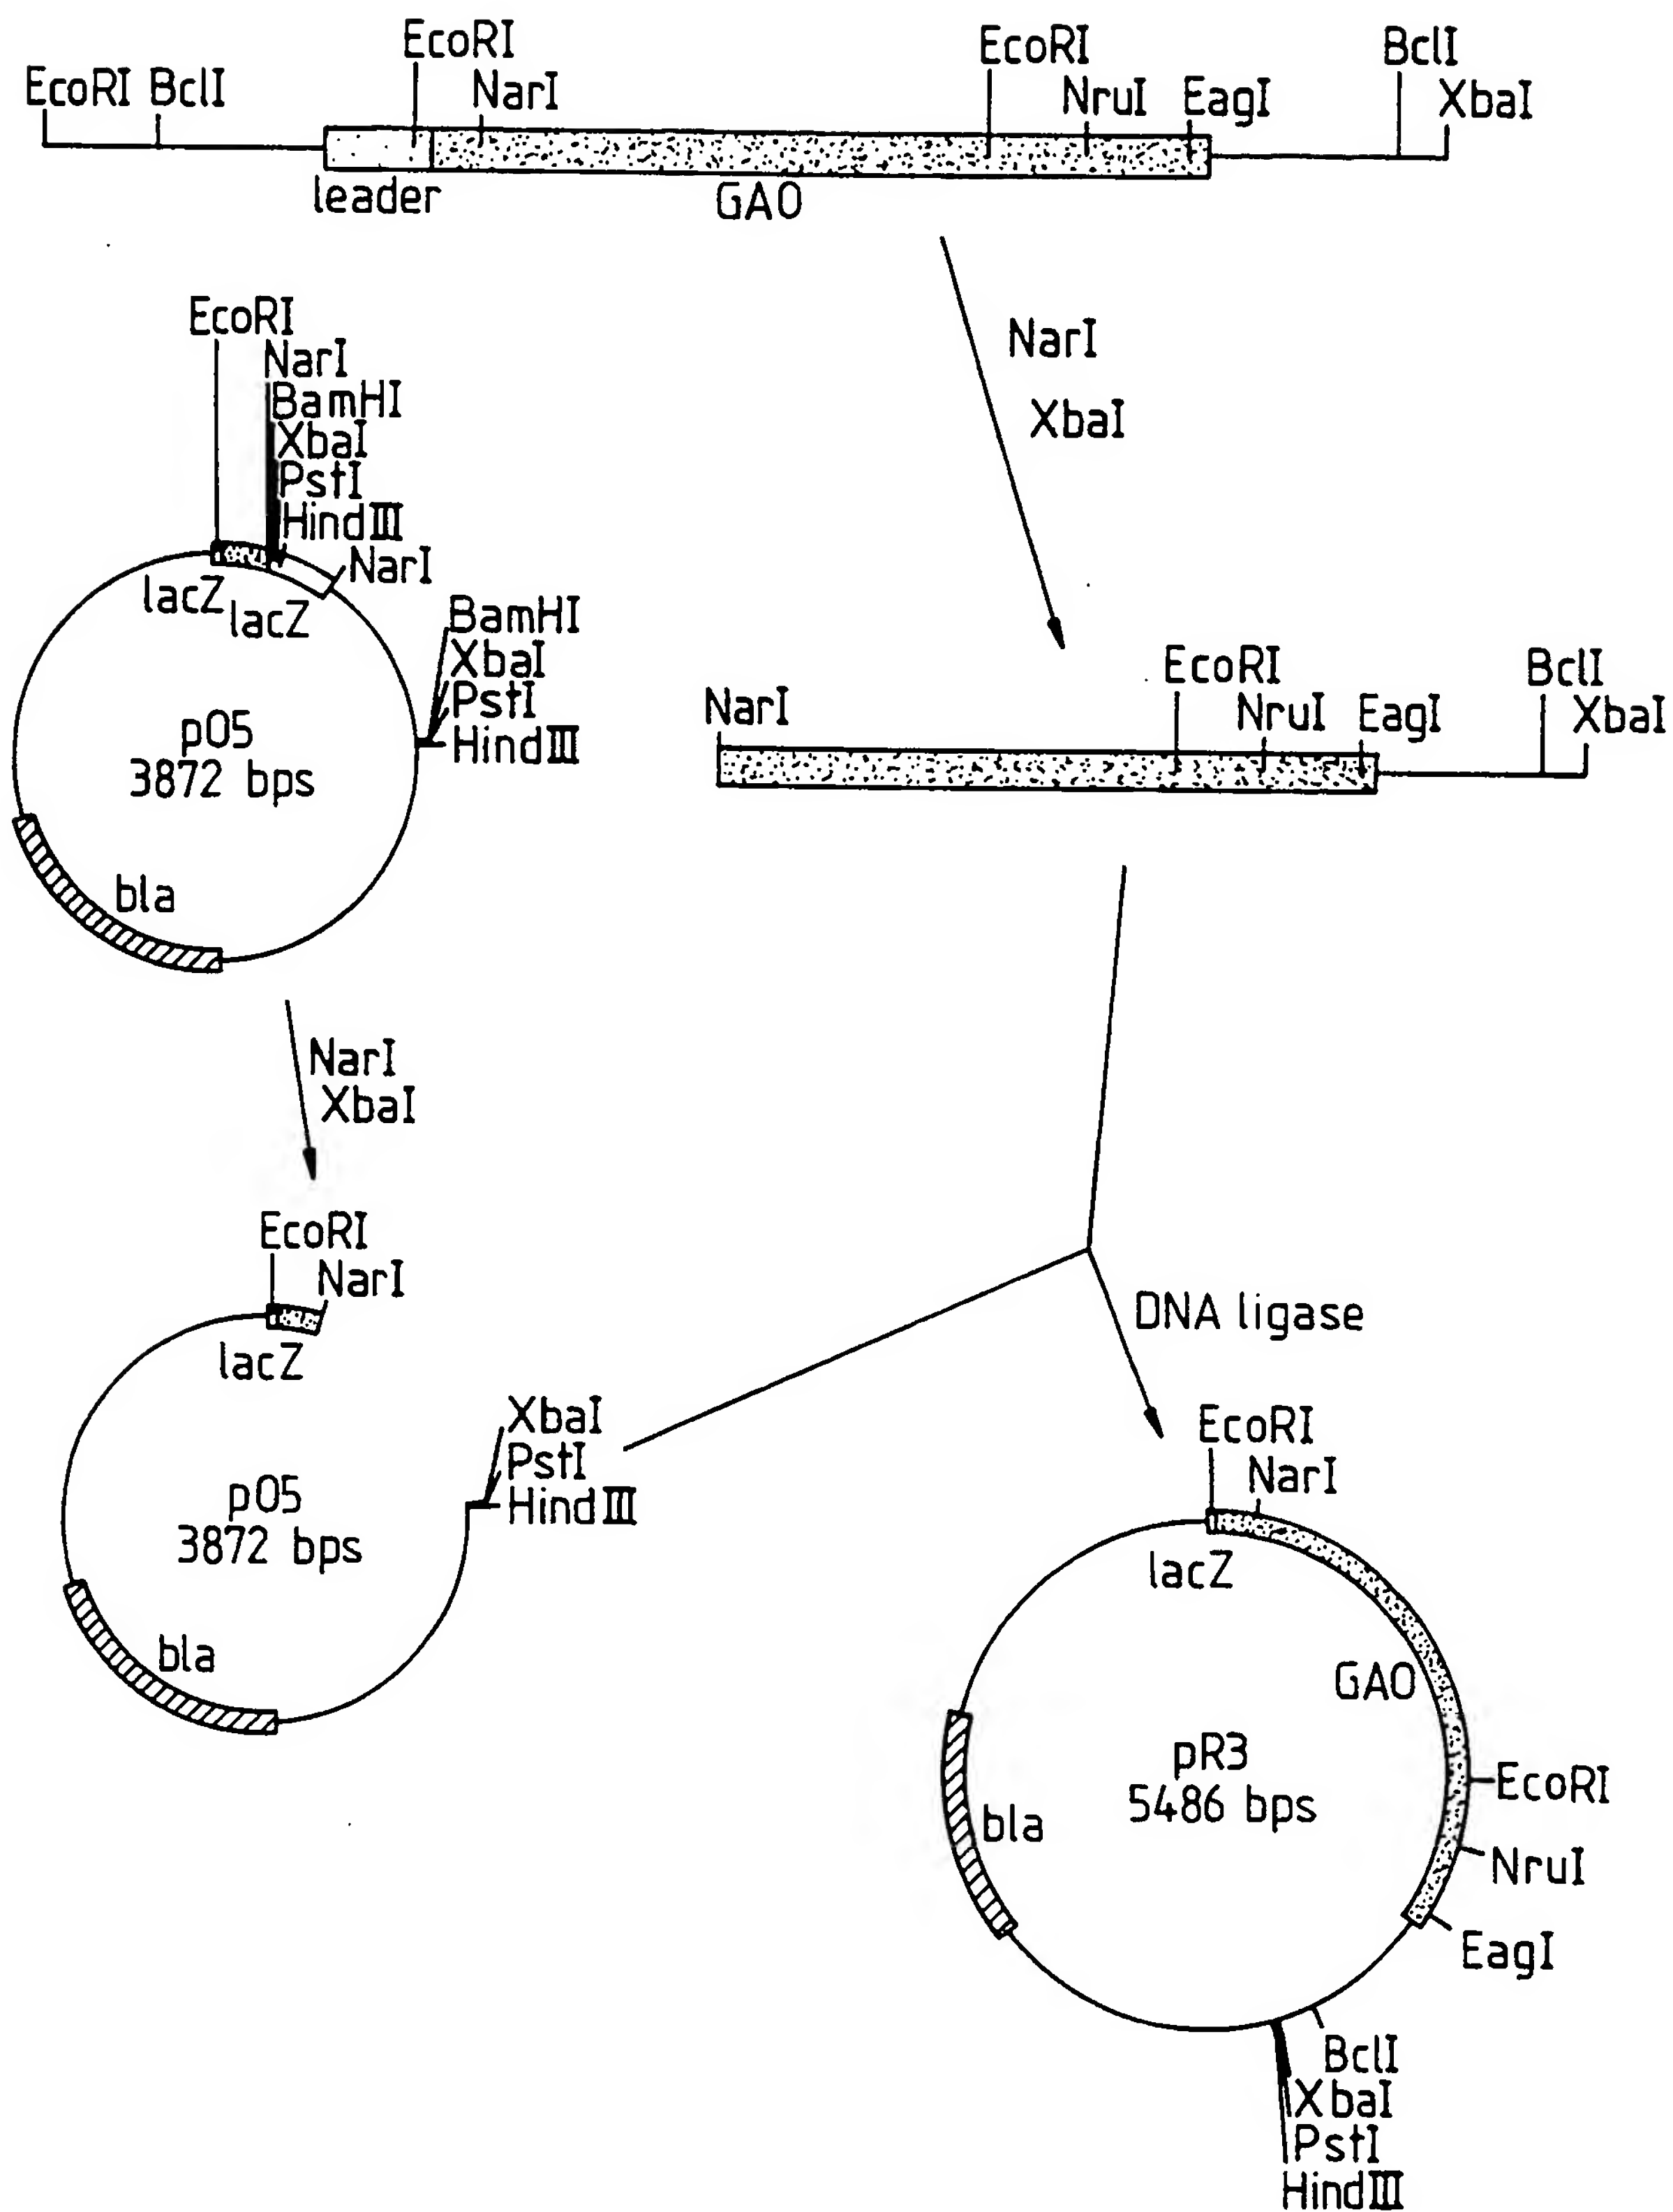 EcoRI
EcoRI
BclI
EcoRI BclI
NarI
NruI
EagI
XbaI
leader
GAO
EcoRI
NarI
BamHI
XbaI
PstI
HindIII
NarI
lacZ
lacZ
NarI
XbaI
BamHI
XbaI
PstI
HindIII
p05
3872 bps
bla
EcoRI
BclI
NarI
NruI
EagI
XbaI
NarI
XbaI
EcoRI
NarI
lacZ
DNA ligase
XbaI
PstI
HindIII
p05
3872 bps
bla
EcoRI
NarI
lacZ
GAO
pR3
5486 bps
bla
EcoRI
NruI
EagI
BclI
XbaI
PstI
HindIII